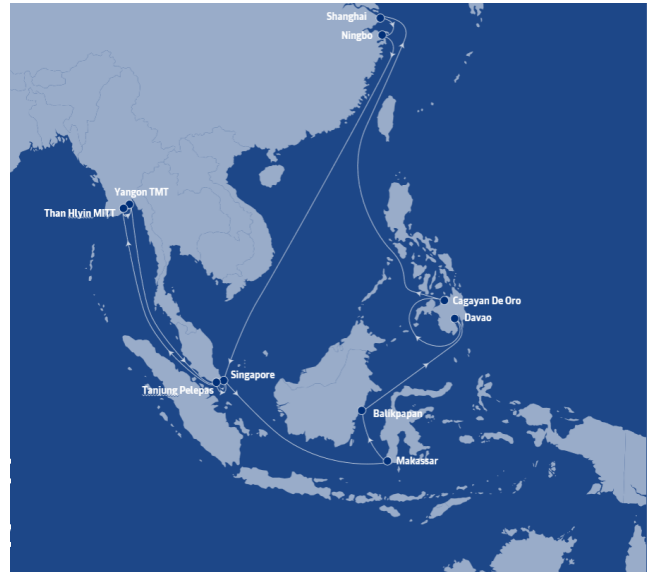 Shanghai
Ningbo
Yangon TMT
Than Hlyin MITT
Cagayan De Oro
Davao
Singapore
Tanjung Pelepas
Balikpapan
Makassar